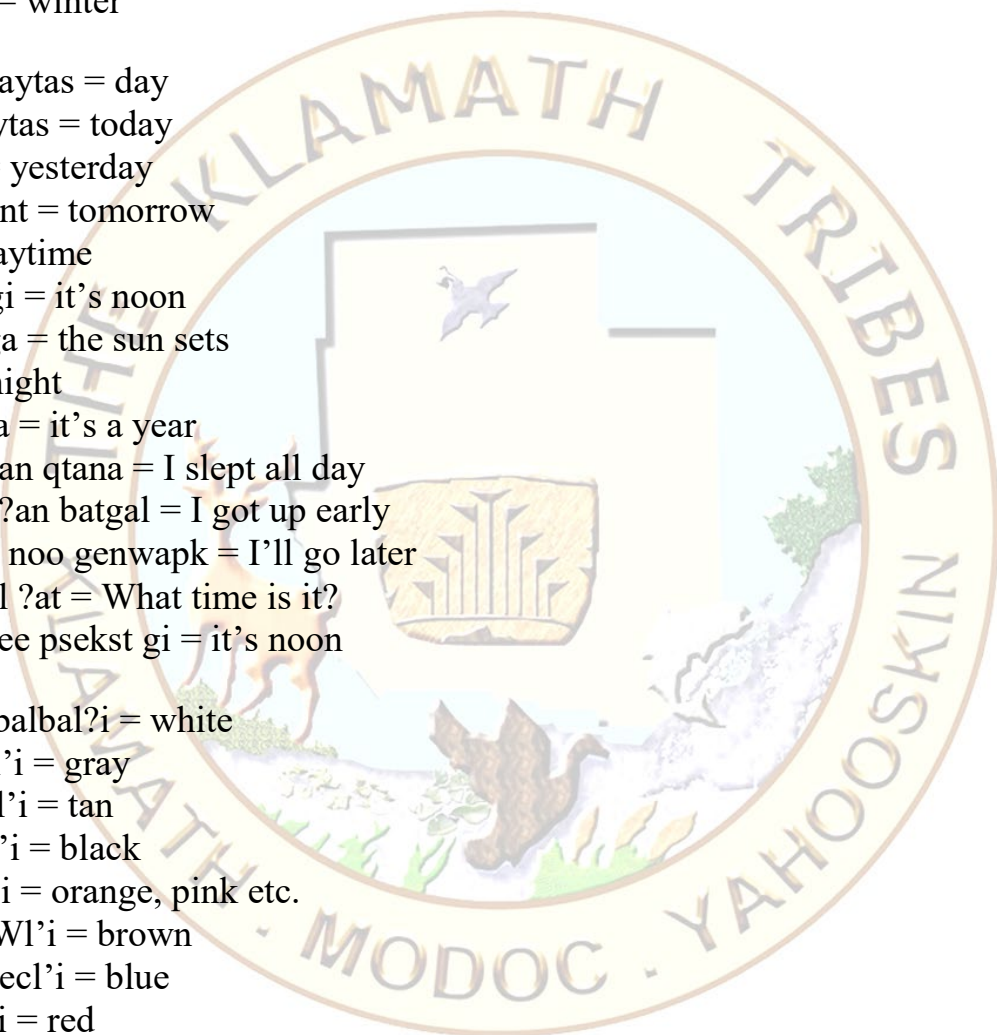 = winter
aytas = day
ytas = today
yesterday
nt = tomorrow
aytime
gi = it’s noon
ga = the sun sets
night
a = it’s a year
an qtana = I slept all day
?an batgal = I got up early
noo genwapk = I’ll go later
l ?at = What time is it?
ee psekst gi = it’s noon
balbal?i = white
’i = gray
l’i = tan
’i = black
i = orange, pink etc.
Wl’i = brown
ecl’i = blue
i = red
THE KLAMATH TRIBES
KLAMATH . MODOC . YAHOOSKIN